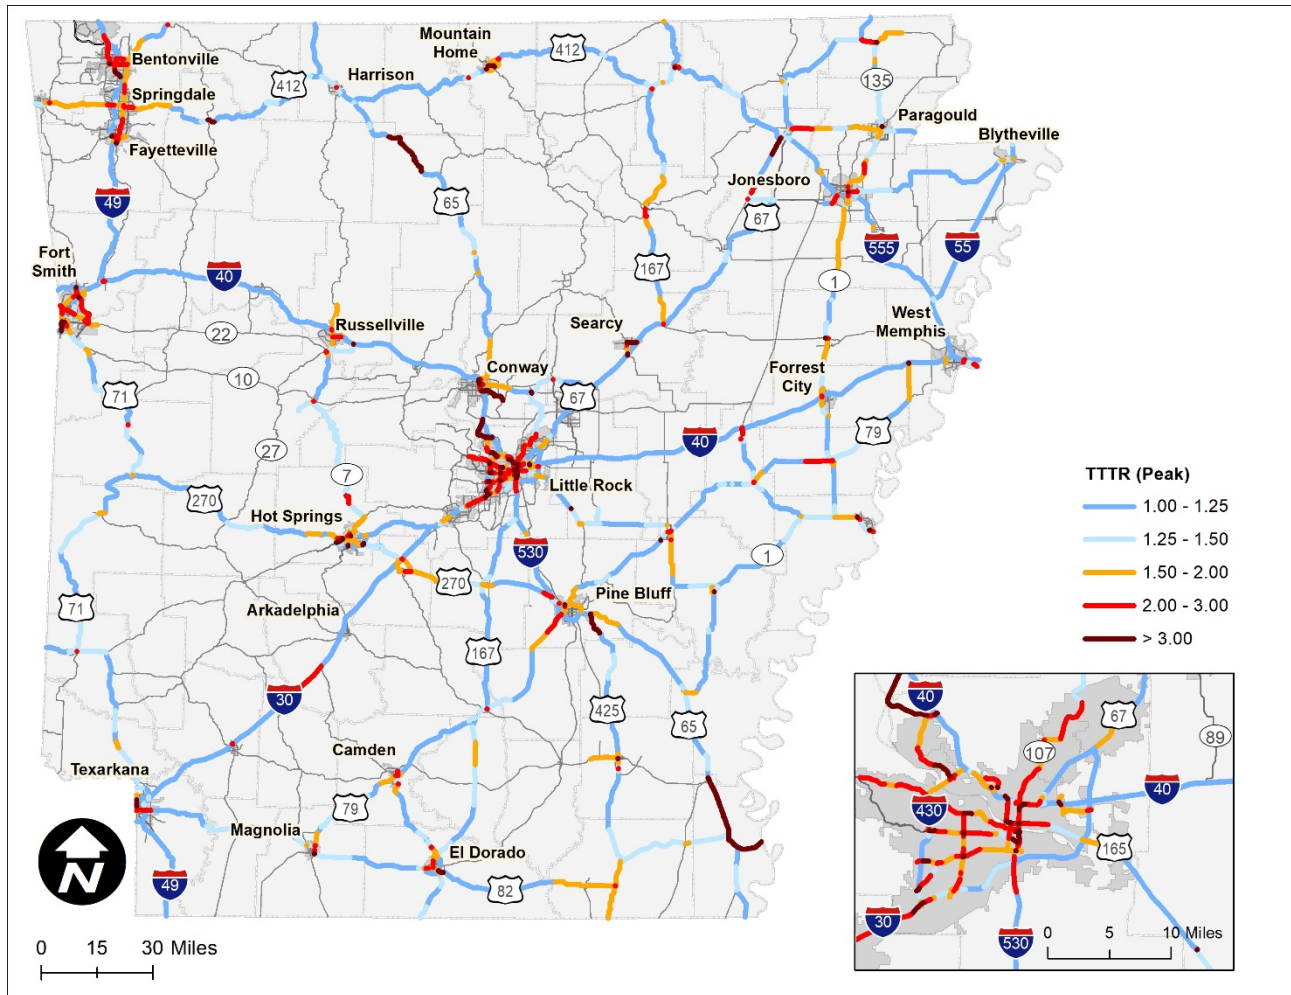 Mountain
Home
412
Harrison
Bentonville
412
Springdale
Fayetteville
135
Paragould
Blytheville
Jonesboro
49
65
67
555
55
Fort
Smith
40
167
1
22
Russellville
Searcy
West
Memphis
10
Conway
Forrest
City
71
67
79
27
40
7
Little Rock
270
Hot Springs
530
1
270
Pine Bluff
71
Arkadelphia
167
30
425
65
Camden
Texarkana
79
Magnolia
El Dorado
49
82
N
0 15 30 Miles
TTTR (Peak)
1.00 - 1.25
1.25 - 1.50
1.50 - 2.00
2.00 - 3.00
> 3.00
40
67
107
89
40
430
165
30
530
0 5 10 Miles